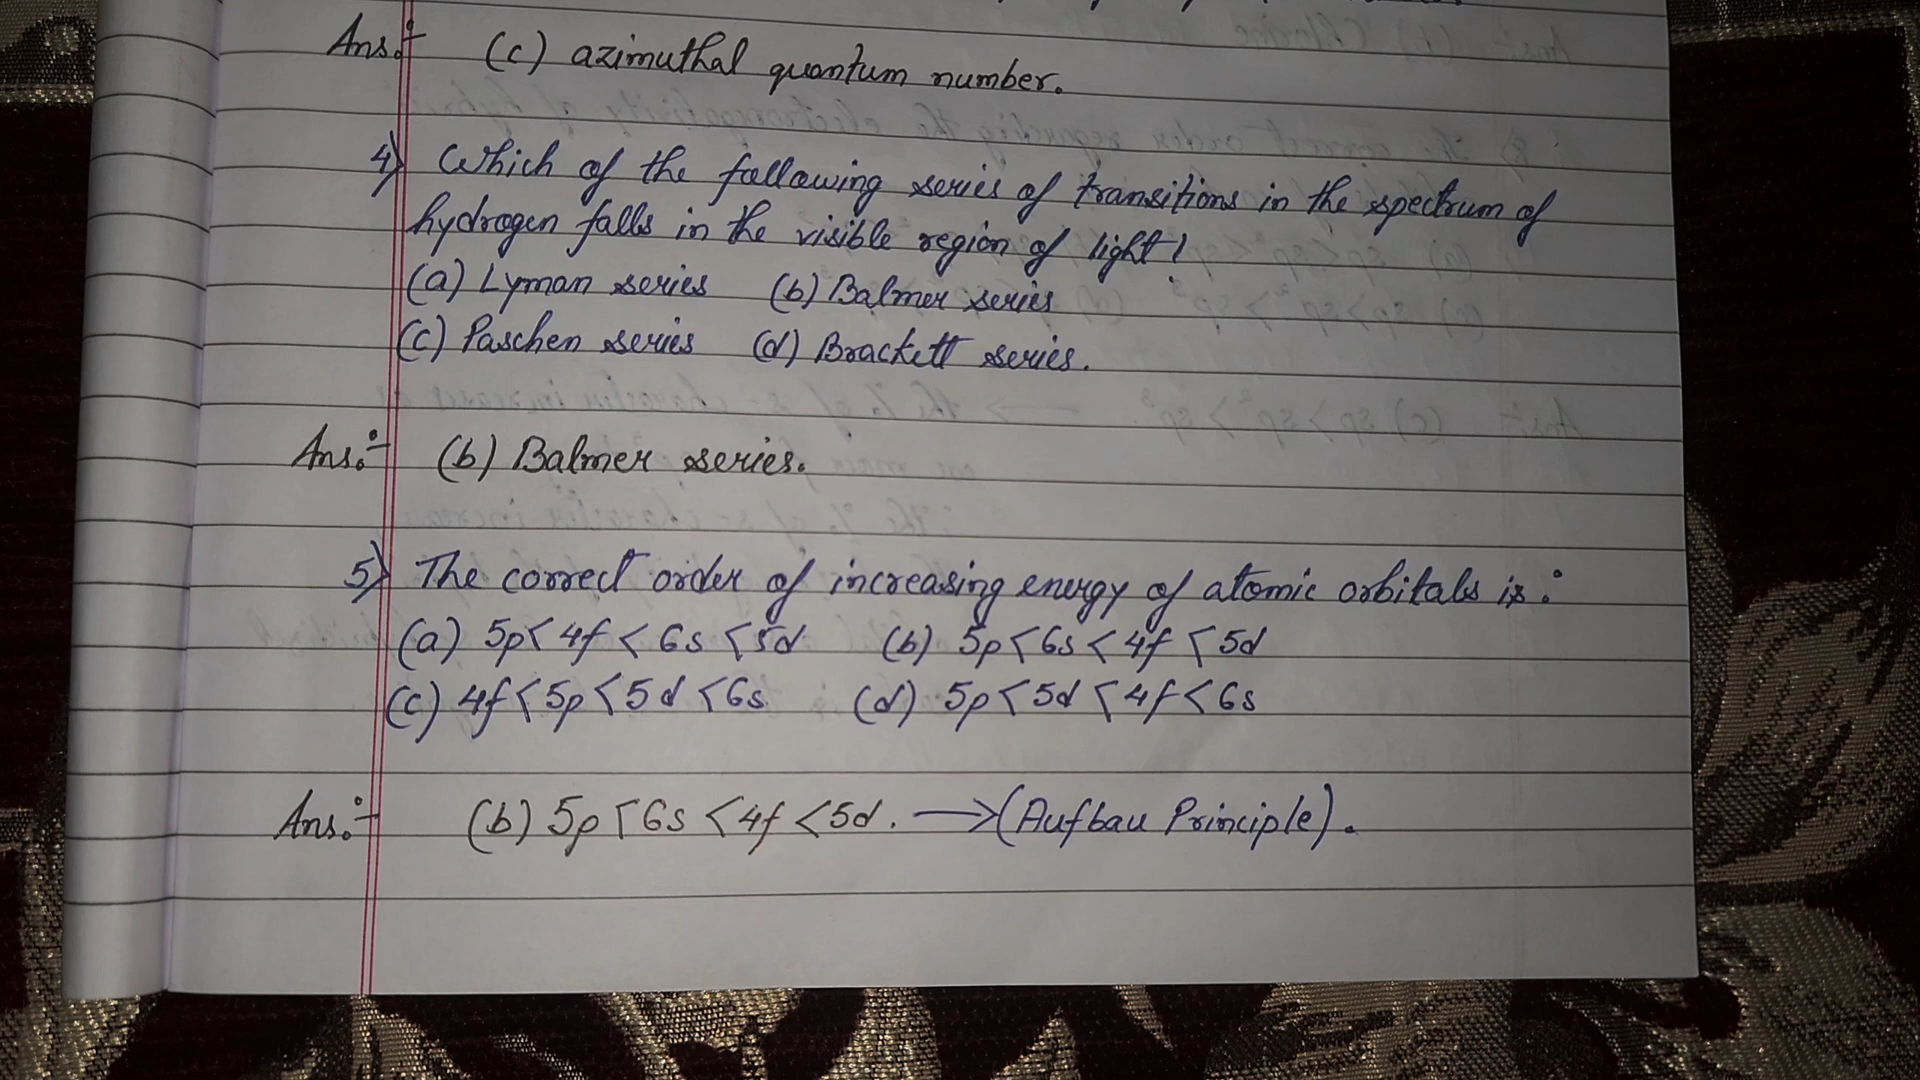 Ans:- (c) azimuthal quantum number.
4) Which of the following series of transitions in the spectrum of
hydrogen falls in the visible region of light?
(a) Lyman series (b) Balmer series
(c) Paschen series (d) Brackett series.
Ans:- (b) Balmer series.
5) The correct order of increasing energy of atomic orbitals is:
(a) 5p < 4f < 6s < 5d (b) 5p < 6s < 4f < 5d
(c) 4f < 5p < 5d < 6s (d) 5p < 5d < 4f < 6s
Ans:- (b) 5p < 6s < 4f < 5d. → (Aufbau Principle).